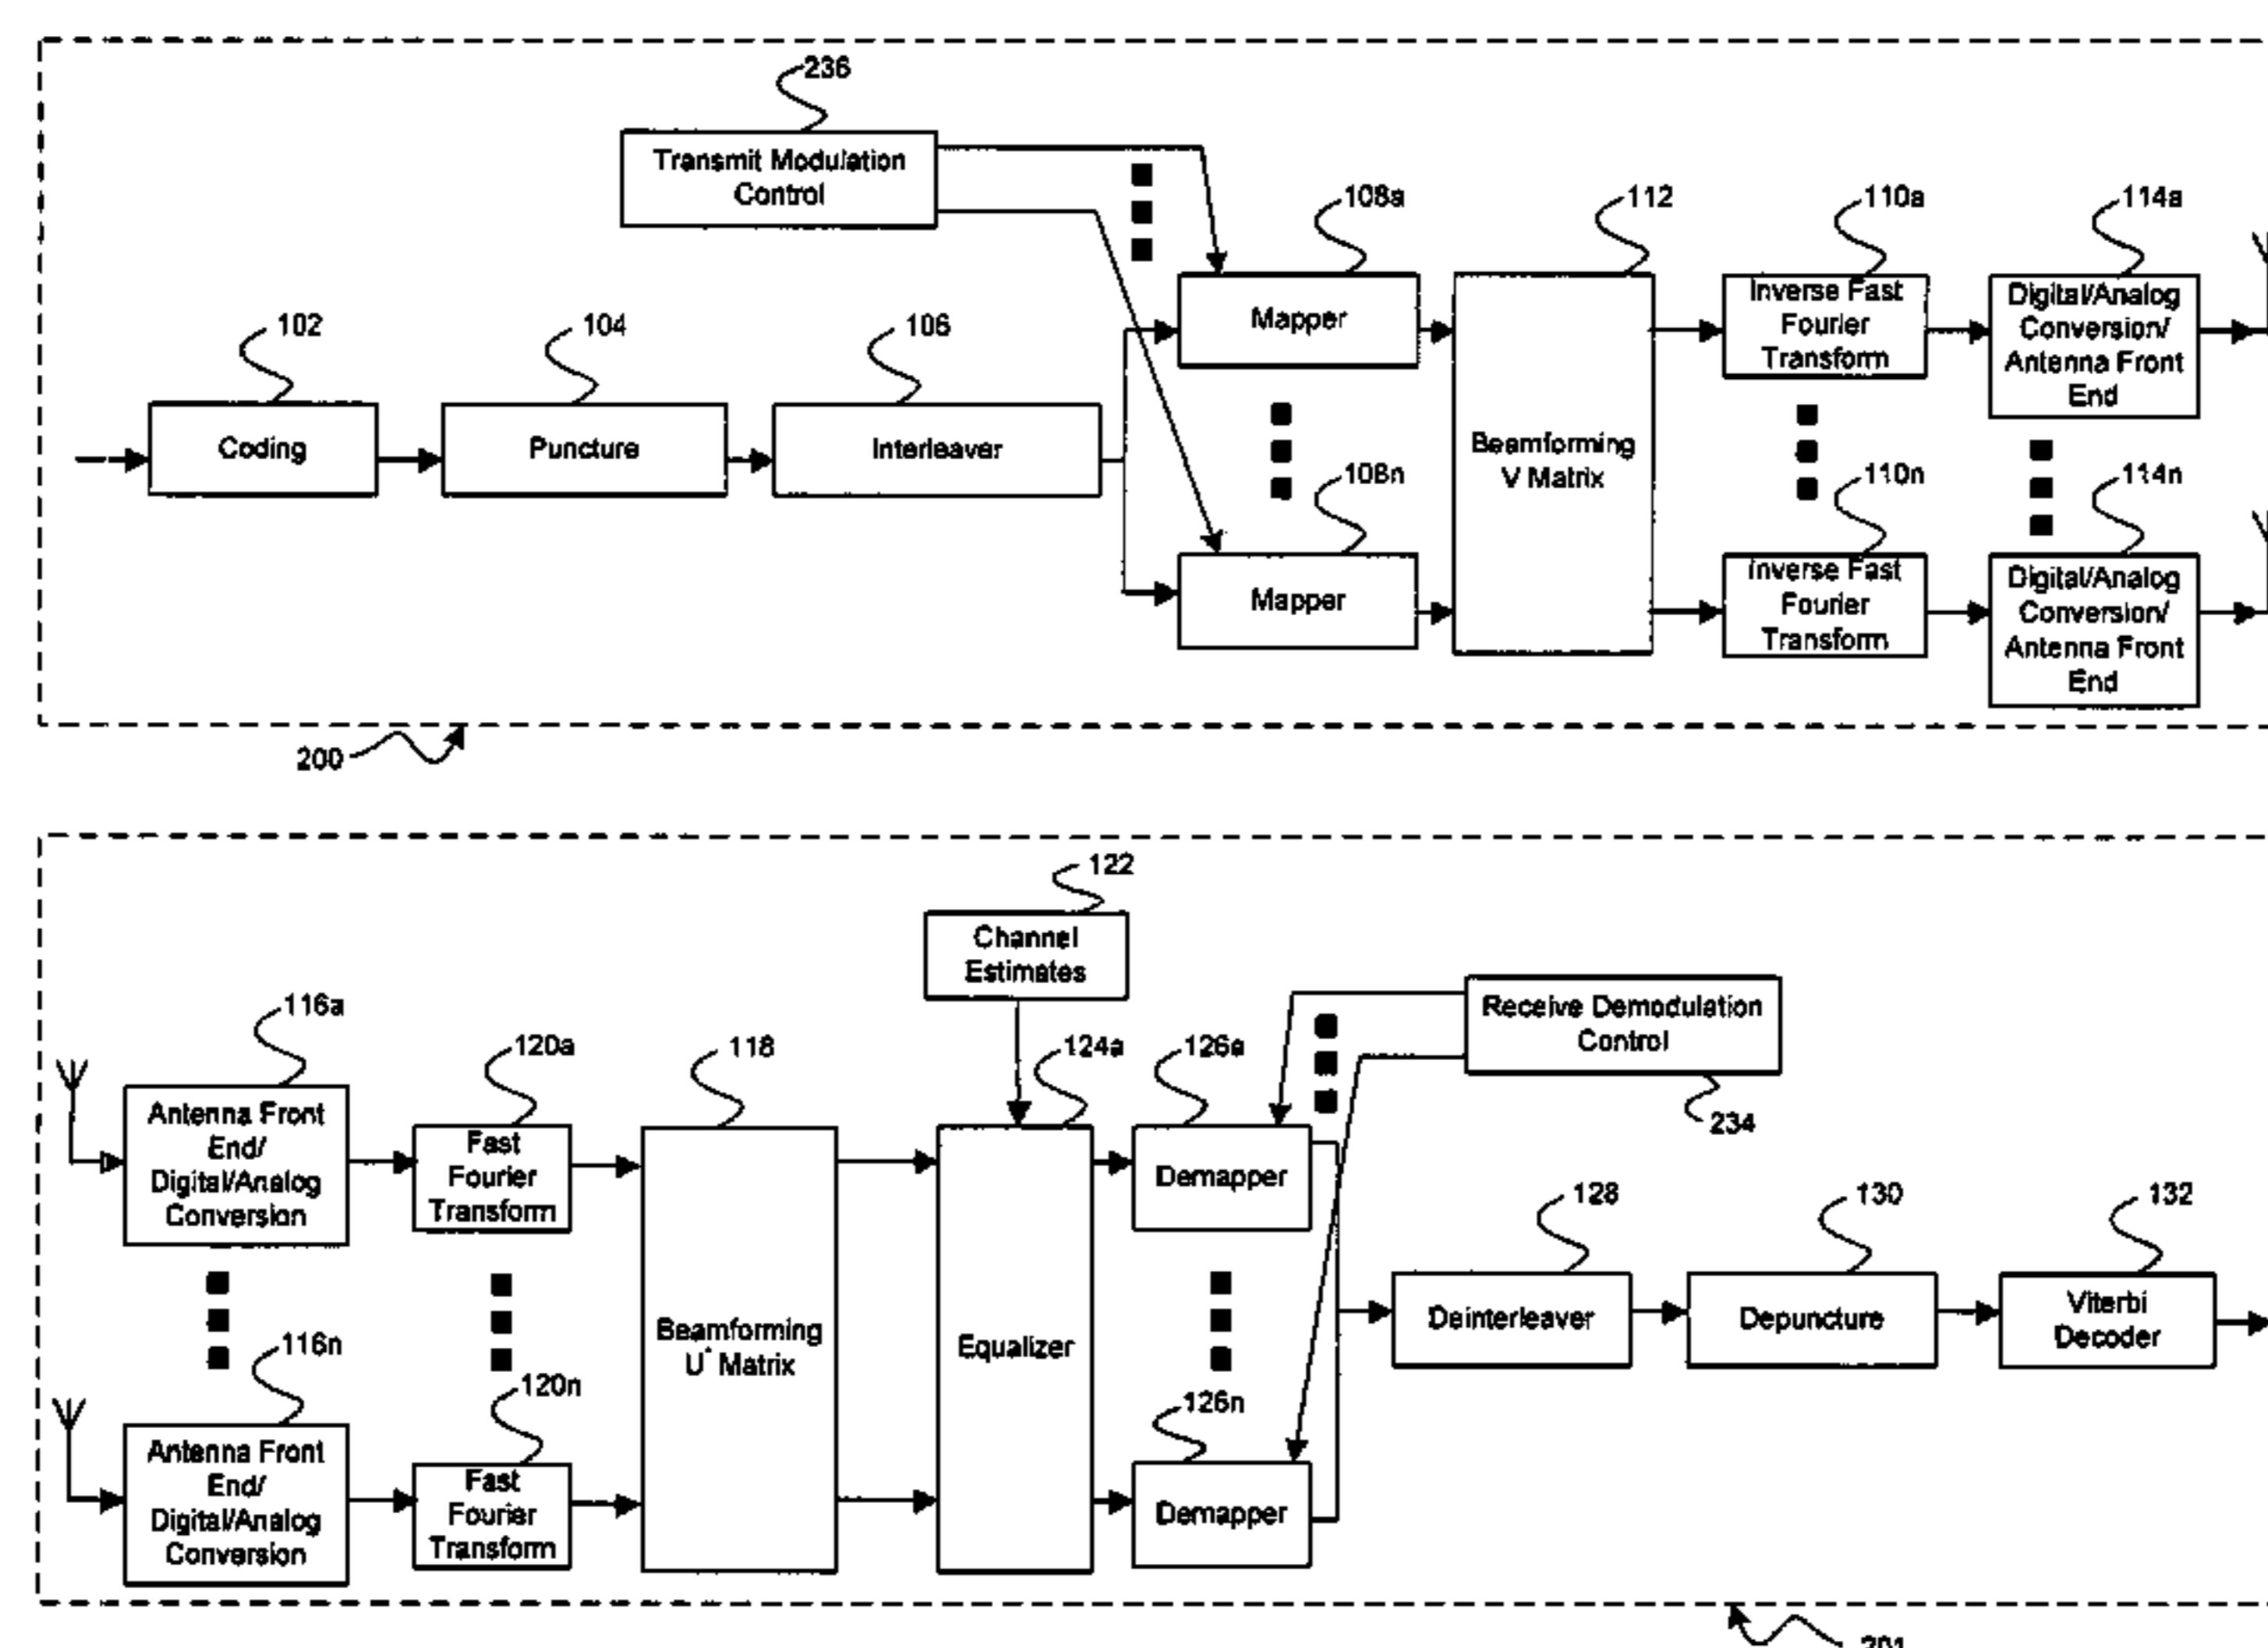 236
Transmit Modulation
Control
108a
112
110a
114a
Mapper
Inverse Fast
Fourier
Transform
Digital/Analog
Conversion/
Antenna Front
End
102
104
106
Coding
Puncture
Interleaver
Beamforming
V Matrix
108n
110n
114n
Mapper
Inverse Fast
Fourier
Transform
Digital/Analog
Conversion/
Antenna Front
End
200
122
Channel
Estimates
Receive Demodulation
Control
234
116a
120a
118
124a
126a
Antenna Front
End/
Digital/Analog
Conversion
Fast
Fourier
Transform
Demapper
128
130
132
Beamforming
U* Matrix
Equalizer
Deinterleaver
Depuncture
Viterbi
Decoder
116n
120n
126n
Antenna Front
End/
Digital/Analog
Conversion
Fast
Fourier
Transform
Demapper
201